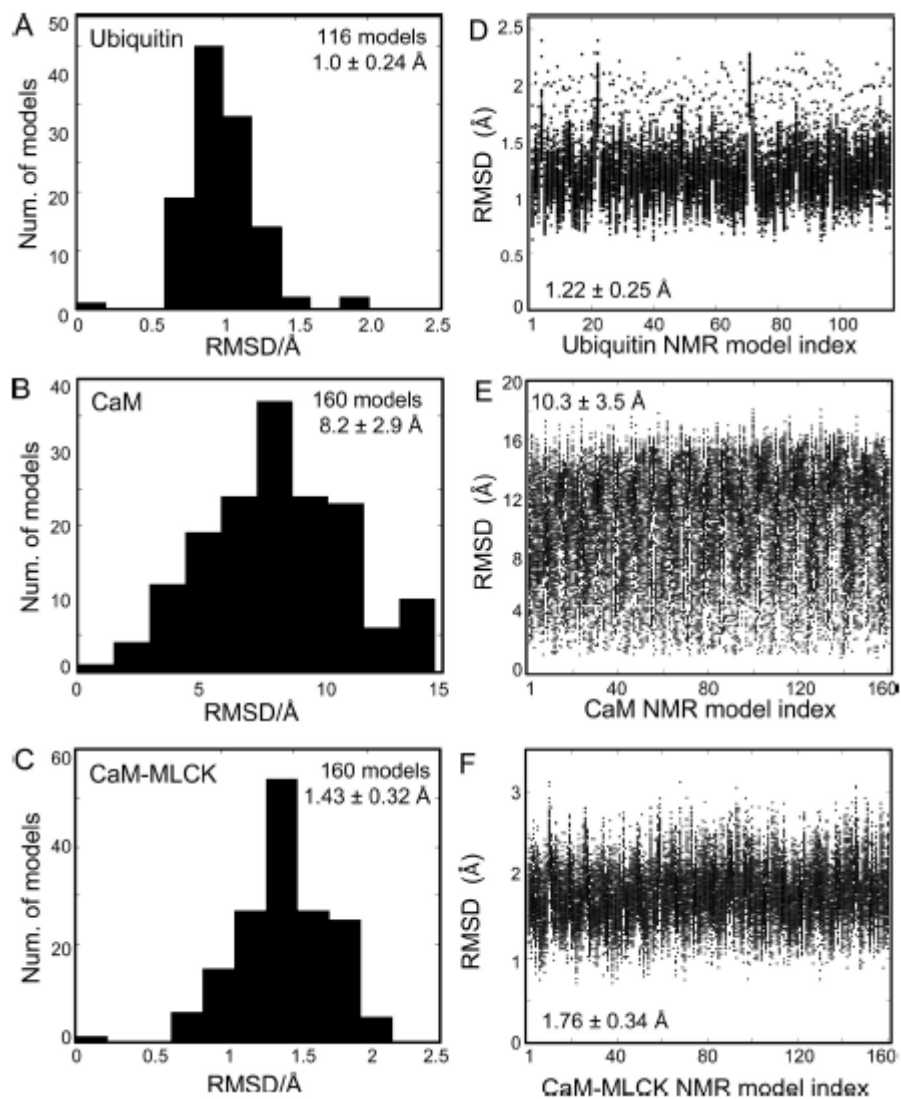 A
Ubiquitin
116 models
1.0 ± 0.24 Å
Num. of models
50
40
30
20
10
0
0 0.5 1 1.5 2.0 2.5
RMSD/Å
D
RMSD (Å)
2.5
2
1.5
1
0.5
0
1.22 ± 0.25 Å
1 20 40 60 80 100
Ubiquitin NMR model index
B
CaM
160 models
8.2 ± 2.9 Å
Num. of models
40
30
20
10
0
0 5 10 15
RMSD/Å
E
10.3 ± 3.5 Å
RMSD (Å)
20
16
12
8
4
0
1 40 80 120 160
CaM NMR model index
C
CaM-MLCK
160 models
1.43 ± 0.32 Å
Num. of models
60
40
20
0
0 0.5 1 1.5 2 2.5
RMSD/Å
F
RMSD (Å)
3
2
1
0
1.76 ± 0.34 Å
1 40 80 120 160
CaM-MLCK NMR model index